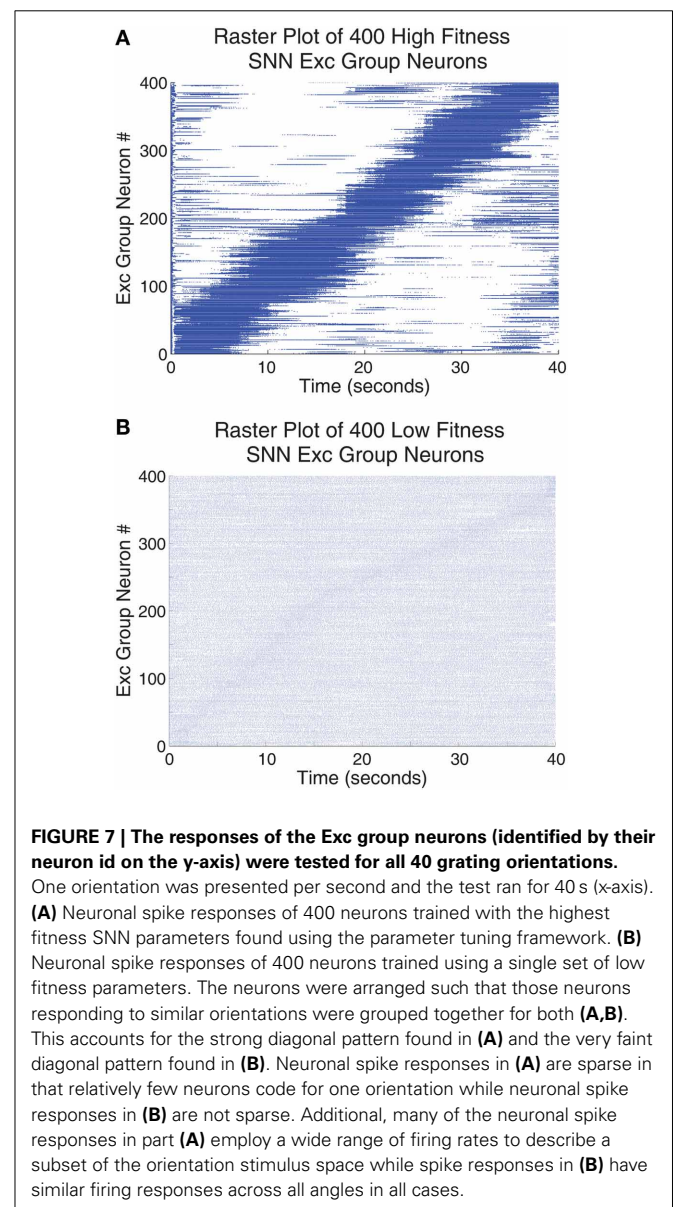 A
Raster Plot of 400 High Fitness
SNN Exc Group Neurons
Exc Group Neuron #
400
300
200
100
0
0 10 20 30 40
Time (seconds)
B
Raster Plot of 400 Low Fitness
SNN Exc Group Neurons
Exc Group Neuron #
400
300
200
100
0
0 10 20 30 40
Time (seconds)
FIGURE 7 | The responses of the Exc group neurons (identified by their
neuron id on the y-axis) were tested for all 40 grating orientations.
One orientation was presented per second and the test ran for 40 s (x-axis).
(A) Neuronal spike responses of 400 neurons trained with the highest
fitness SNN parameters found using the parameter tuning framework. (B)
Neuronal spike responses of 400 neurons trained using a single set of low
fitness parameters. The neurons were arranged such that those neurons
responding to similar orientations were grouped together for both (A,B).
This accounts for the strong diagonal pattern found in (A) and the very faint
diagonal pattern found in (B). Neuronal spike responses in (A) are sparse in
that relatively few neurons code for one orientation while neuronal spike
responses in (B) are not sparse. Additional, many of the neuronal spike
responses in part (A) employ a wide range of firing rates to describe a
subset of the orientation stimulus space while spike responses in (B) have
similar firing responses across all angles in all cases.